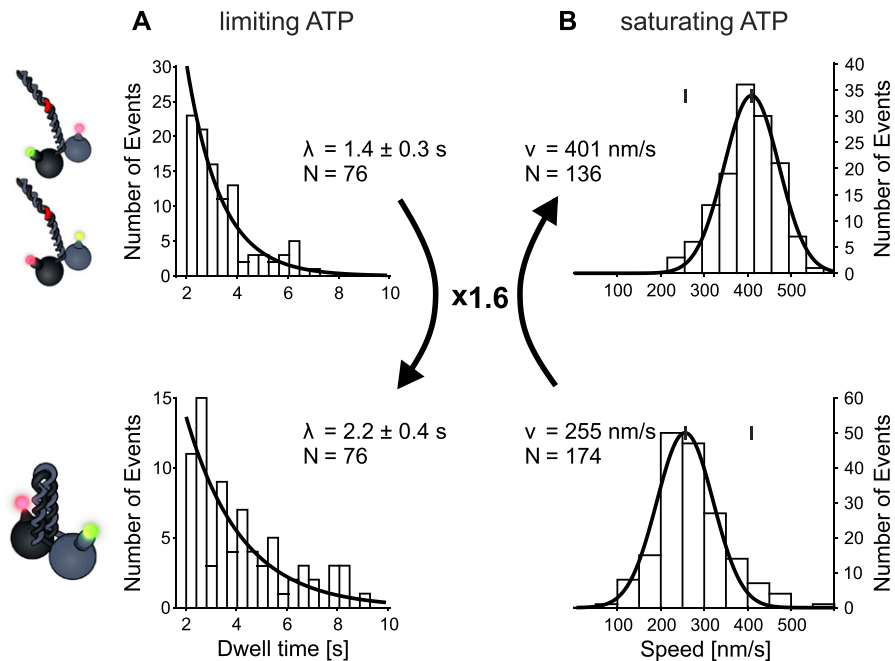 A limiting ATP
B saturating ATP
Number of Events
30
25
20
15
10
5
0
2 4 6 8 10
λ = 1.4 ± 0.3 s
N = 76
v = 401 nm/s
N = 136
40
35
30
25
20
15
10
5
0
Number of Events
100 200 300 400 500
x1.6
Number of Events
15
10
5
0
2 4 6 8 10
Dwell time [s]
λ = 2.2 ± 0.4 s
N = 76
v = 255 nm/s
N = 174
60
50
40
30
20
10
0
Number of Events
100 200 300 400 500
Speed [nm/s]